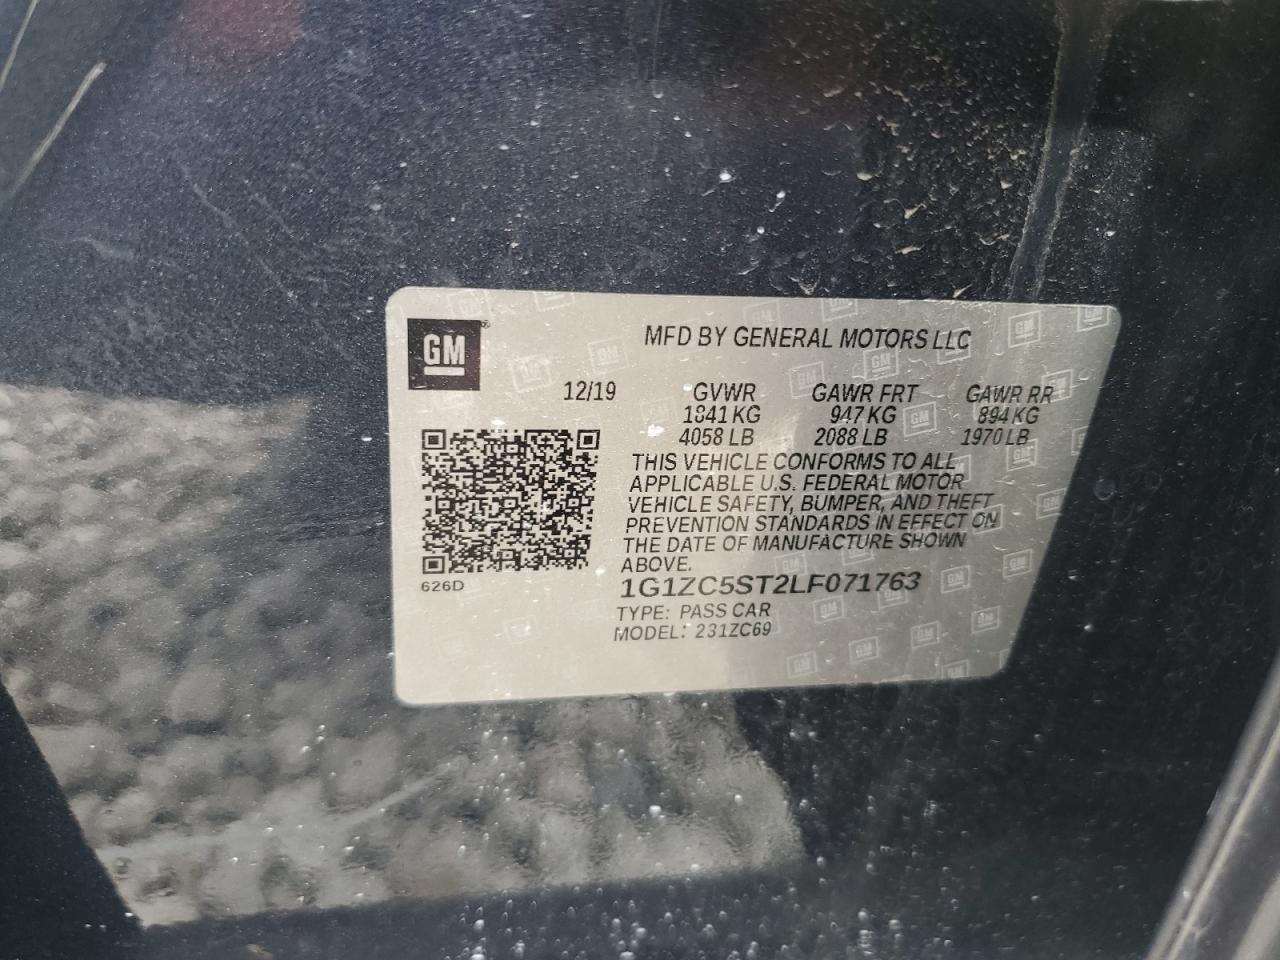 GM
MFD BY GENERAL MOTORS LLC
12/19 GVWR GAWR FRT GAWR RR
1841 KG 947 KG 894 KG
4058 LB 2088 LB 1970 LB
THIS VEHICLE CONFORMS TO ALL
APPLICABLE U.S. FEDERAL MOTOR
VEHICLE SAFETY, BUMPER, AND THEFT
PREVENTION STANDARDS IN EFFECT ON
THE DATE OF MANUFACTURE SHOWN
ABOVE.
626D
1G1ZC5ST2LF071763
TYPE: PASS CAR
MODEL: 231ZC69